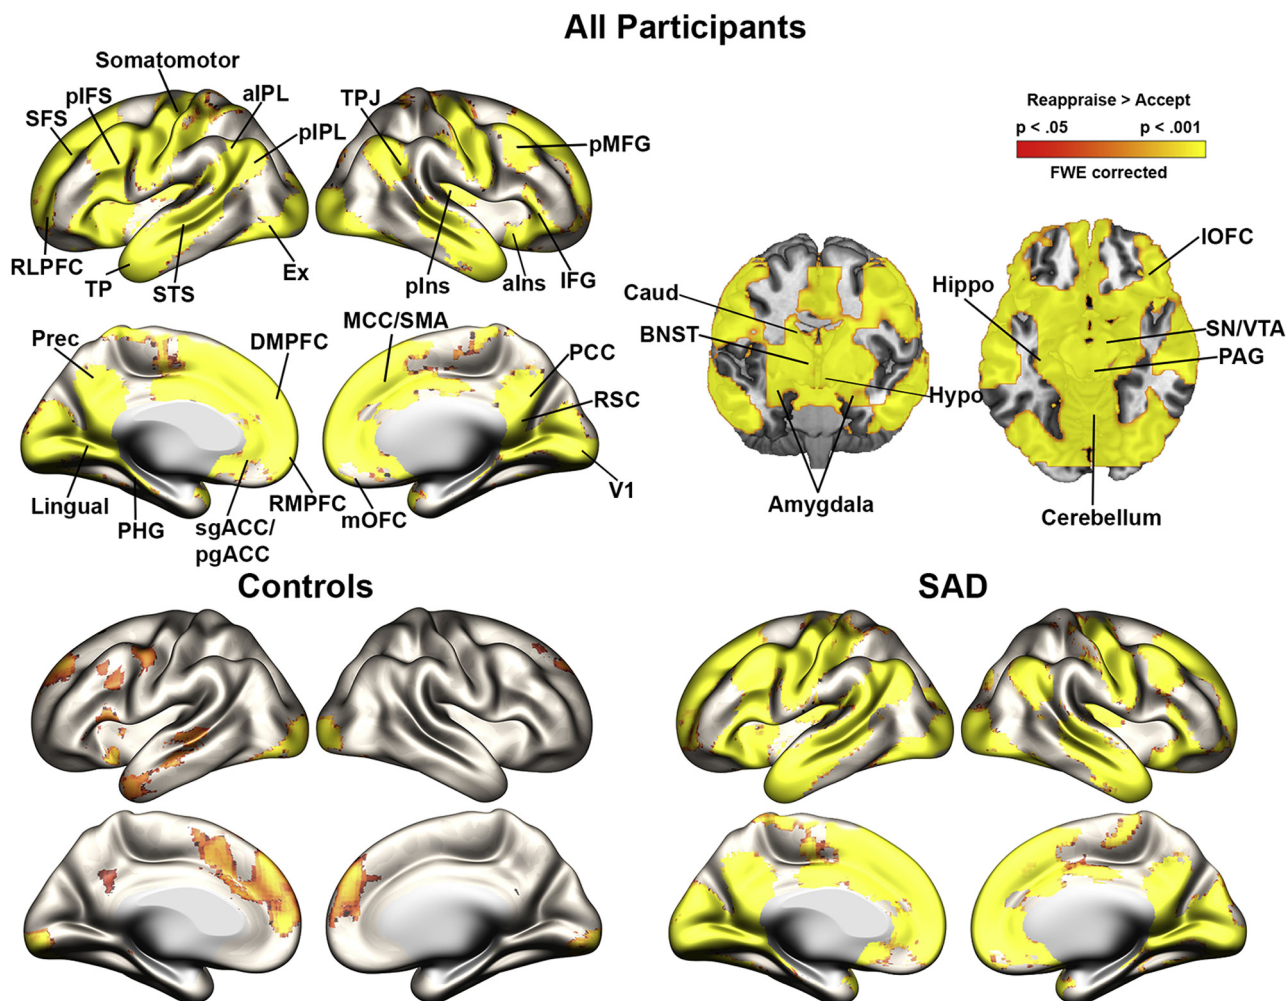 All Participants
Somatomotor
pIFS
aIPL
TPJ
SFS
pIPL
pMFG
Reappraise > Accept
p < .05
p < .001
FWE corrected
RLPFC
TP
STS
Ex
pIns
aIns
IFG
lOFC
Hippo
Caud
SN/VTA
BNST
PAG
Hypo
Prec
DMPFC
MCC/SMA
PCC
RSC
Lingual
PHG
sgACC/
pgACC
RMPFC
mOFC
V1
Amygdala
Cerebellum
Controls
SAD